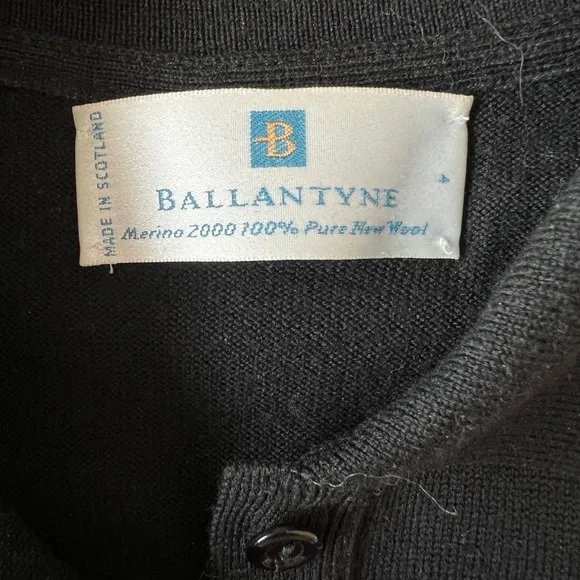 B
BALLANTYNE
Merino 2000 100% Pure New Wool
MADE IN SCOTLAND
4